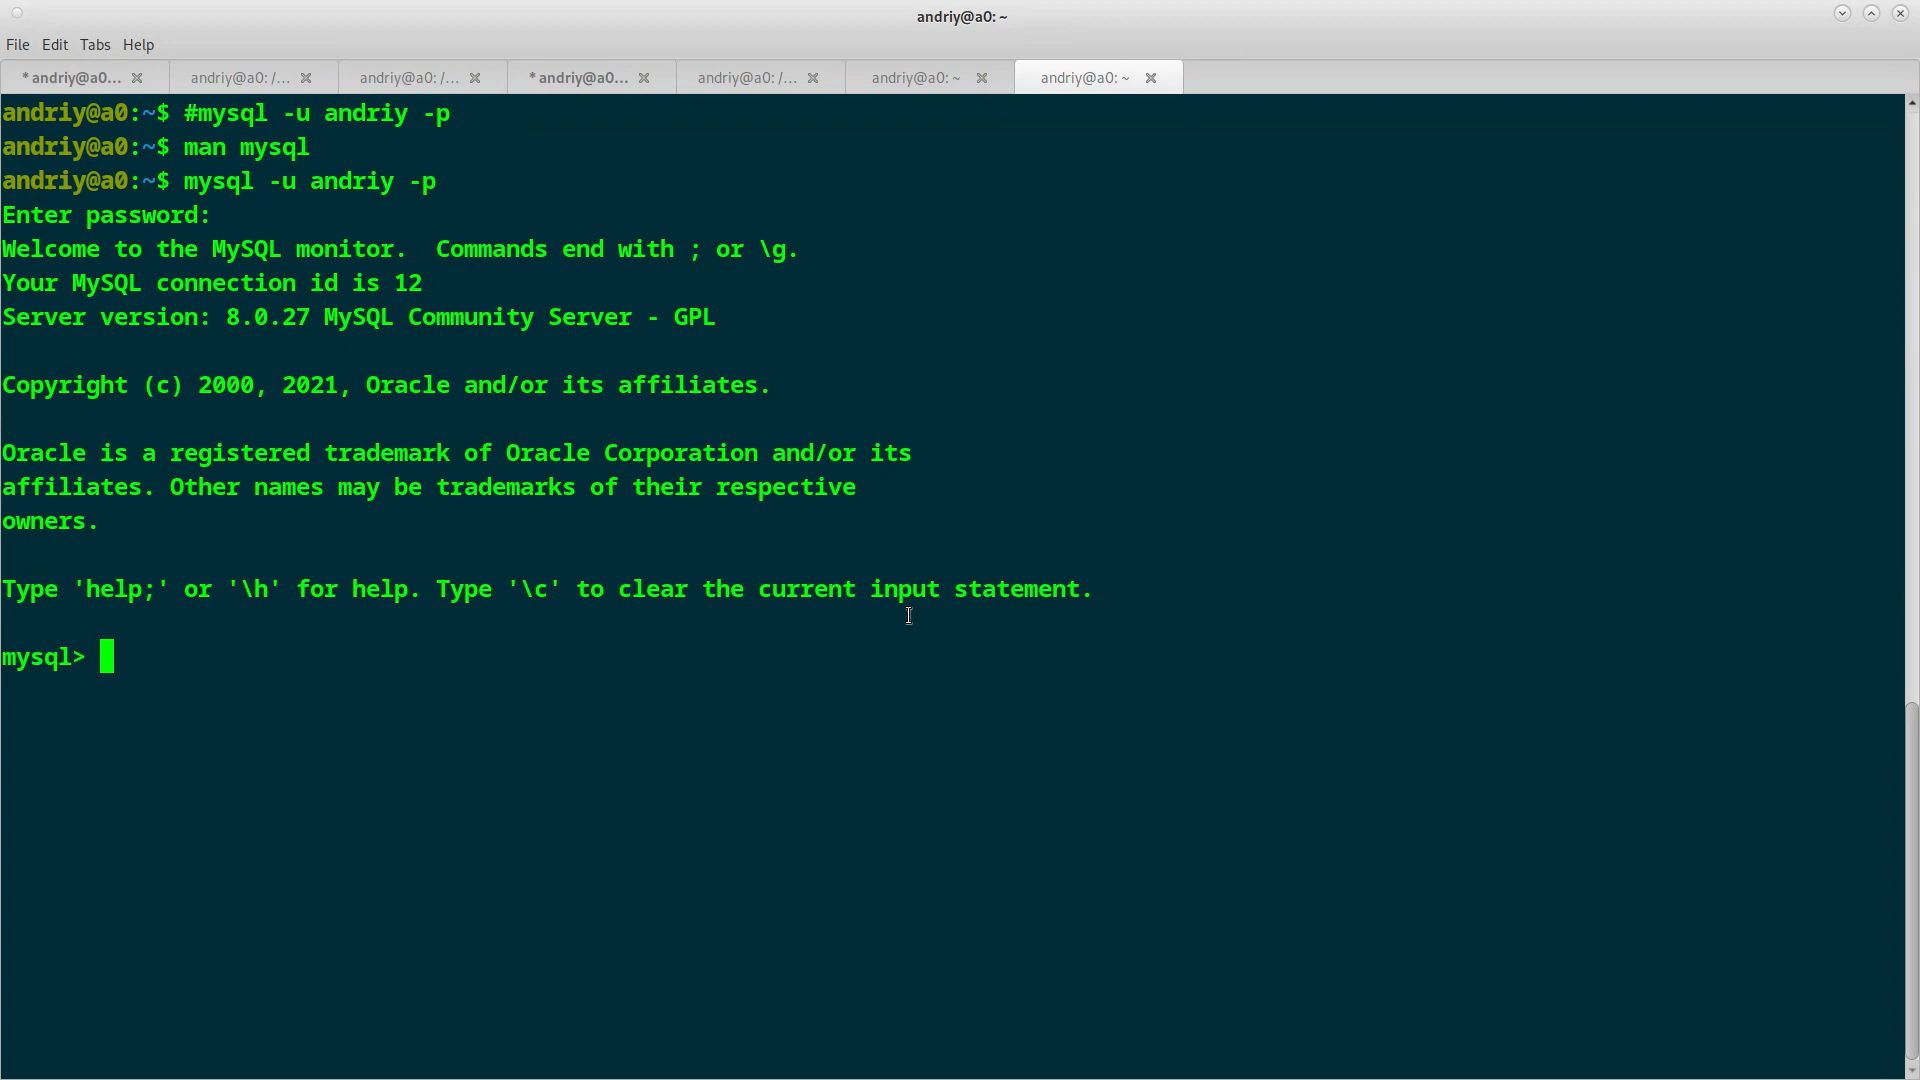 andriy@a0: ~
File Edit Tabs Help
* andriy@a0... andriy@a0: /... andriy@a0: /... * andriy@a0... andriy@a0: /... andriy@a0: ~ andriy@a0: ~
andriy@a0:~$ #mysql -u andriy -p
andriy@a0:~$ man mysql
andriy@a0:~$ mysql -u andriy -p
Enter password:
Welcome to the MySQL monitor.  Commands end with ; or \g.
Your MySQL connection id is 12
Server version: 8.0.27 MySQL Community Server - GPL
Copyright (c) 2000, 2021, Oracle and/or its affiliates.
Oracle is a registered trademark of Oracle Corporation and/or its
affiliates. Other names may be trademarks of their respective
owners.
Type 'help;' or '\h' for help. Type '\c' to clear the current input statement.
mysql>